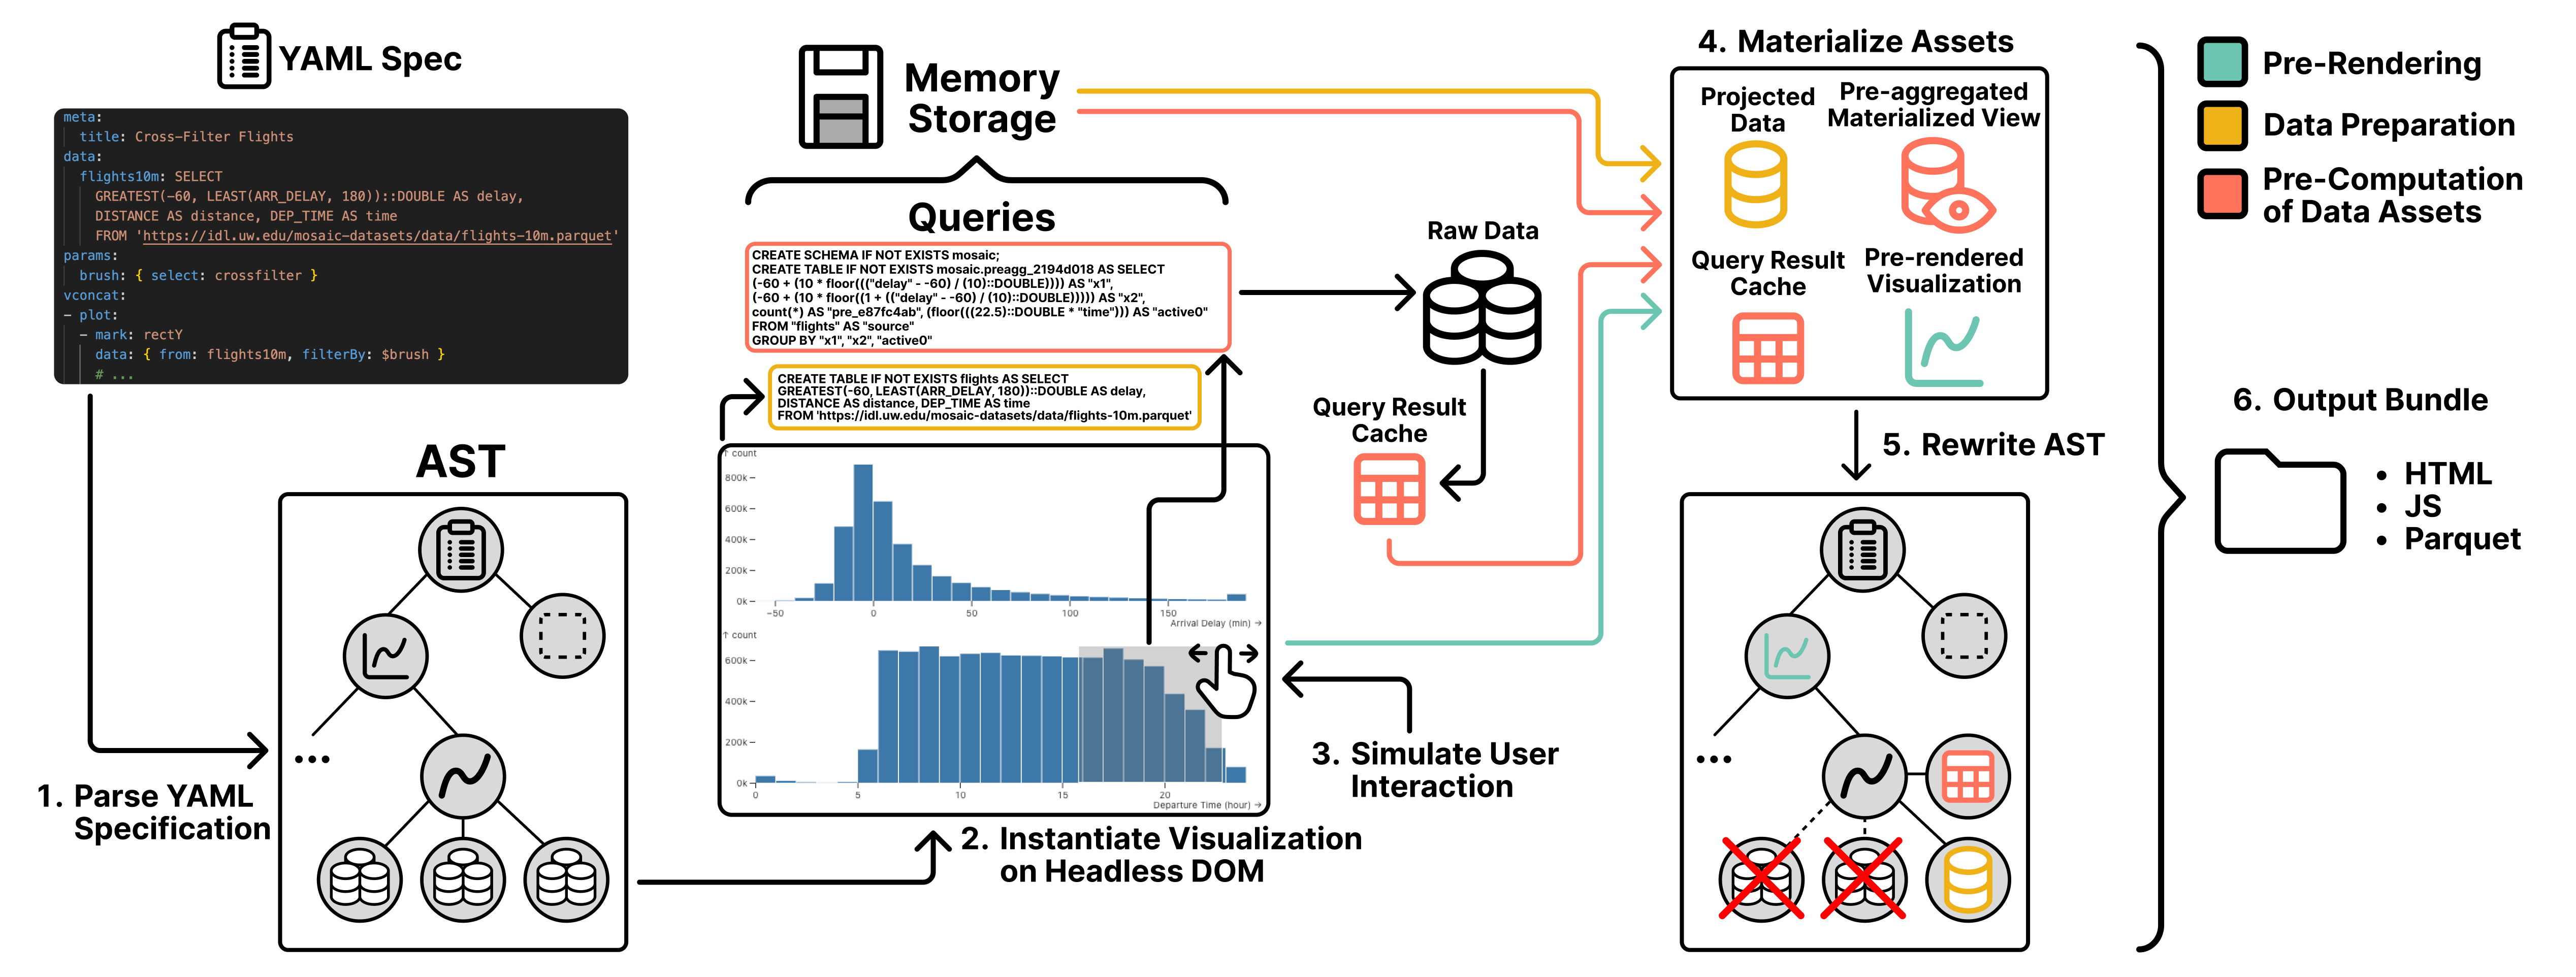 YAML Spec
meta:
title: Cross-Filter Flights
data:
flights10m: SELECT
GREATEST(-60, LEAST(ARR_DELAY, 180))::DOUBLE AS delay,
DISTANCE AS distance, DEP_TIME AS time
FROM 'https://idl.uw.edu/mosaic-datasets/data/flights-10m.parquet'
params:
brush: { select: crossfilter }
vconcat:
- plot:
- mark: rectY
data: { from: flights10m, filterBy: $brush }
# ...
1. Parse YAML
Specification
AST
...
Memory
Storage
Queries
CREATE SCHEMA IF NOT EXISTS mosaic;
CREATE TABLE IF NOT EXISTS mosaic.preagg_2194d018 AS SELECT
(-60 + (10 * floor((("delay" - -60) / (10)::DOUBLE)))) AS "x1",
(-60 + (10 * floor((1 + (("delay" - -60) / (10)::DOUBLE))))) AS "x2",
count(*) AS "pre_e87fc4ab", (floor(((22.5)::DOUBLE * "time"))) AS "active0"
FROM "flights" AS "source"
GROUP BY "x1", "x2", "active0"
CREATE TABLE IF NOT EXISTS flights AS SELECT
GREATEST(-60, LEAST(ARR_DELAY, 180))::DOUBLE AS delay,
DISTANCE AS distance, DEP_TIME AS time
FROM 'https://idl.uw.edu/mosaic-datasets/data/flights-10m.parquet'
↑ count
800k
600k
400k
200k
0k
-50 0 50 100 150
Arrival Delay (min) →
↑ count
600k
400k
200k
0k
0 5 10 15 20
Departure Time (hour) →
2. Instantiate Visualization
on Headless DOM
3. Simulate User
Interaction
Raw Data
Query Result
Cache
4. Materialize Assets
Projected
Data
Pre-aggregated
Materialized View
Query Result
Cache
Pre-rendered
Visualization
5. Rewrite AST
...
Pre-Rendering
Data Preparation
Pre-Computation
of Data Assets
6. Output Bundle
• HTML
• JS
• Parquet